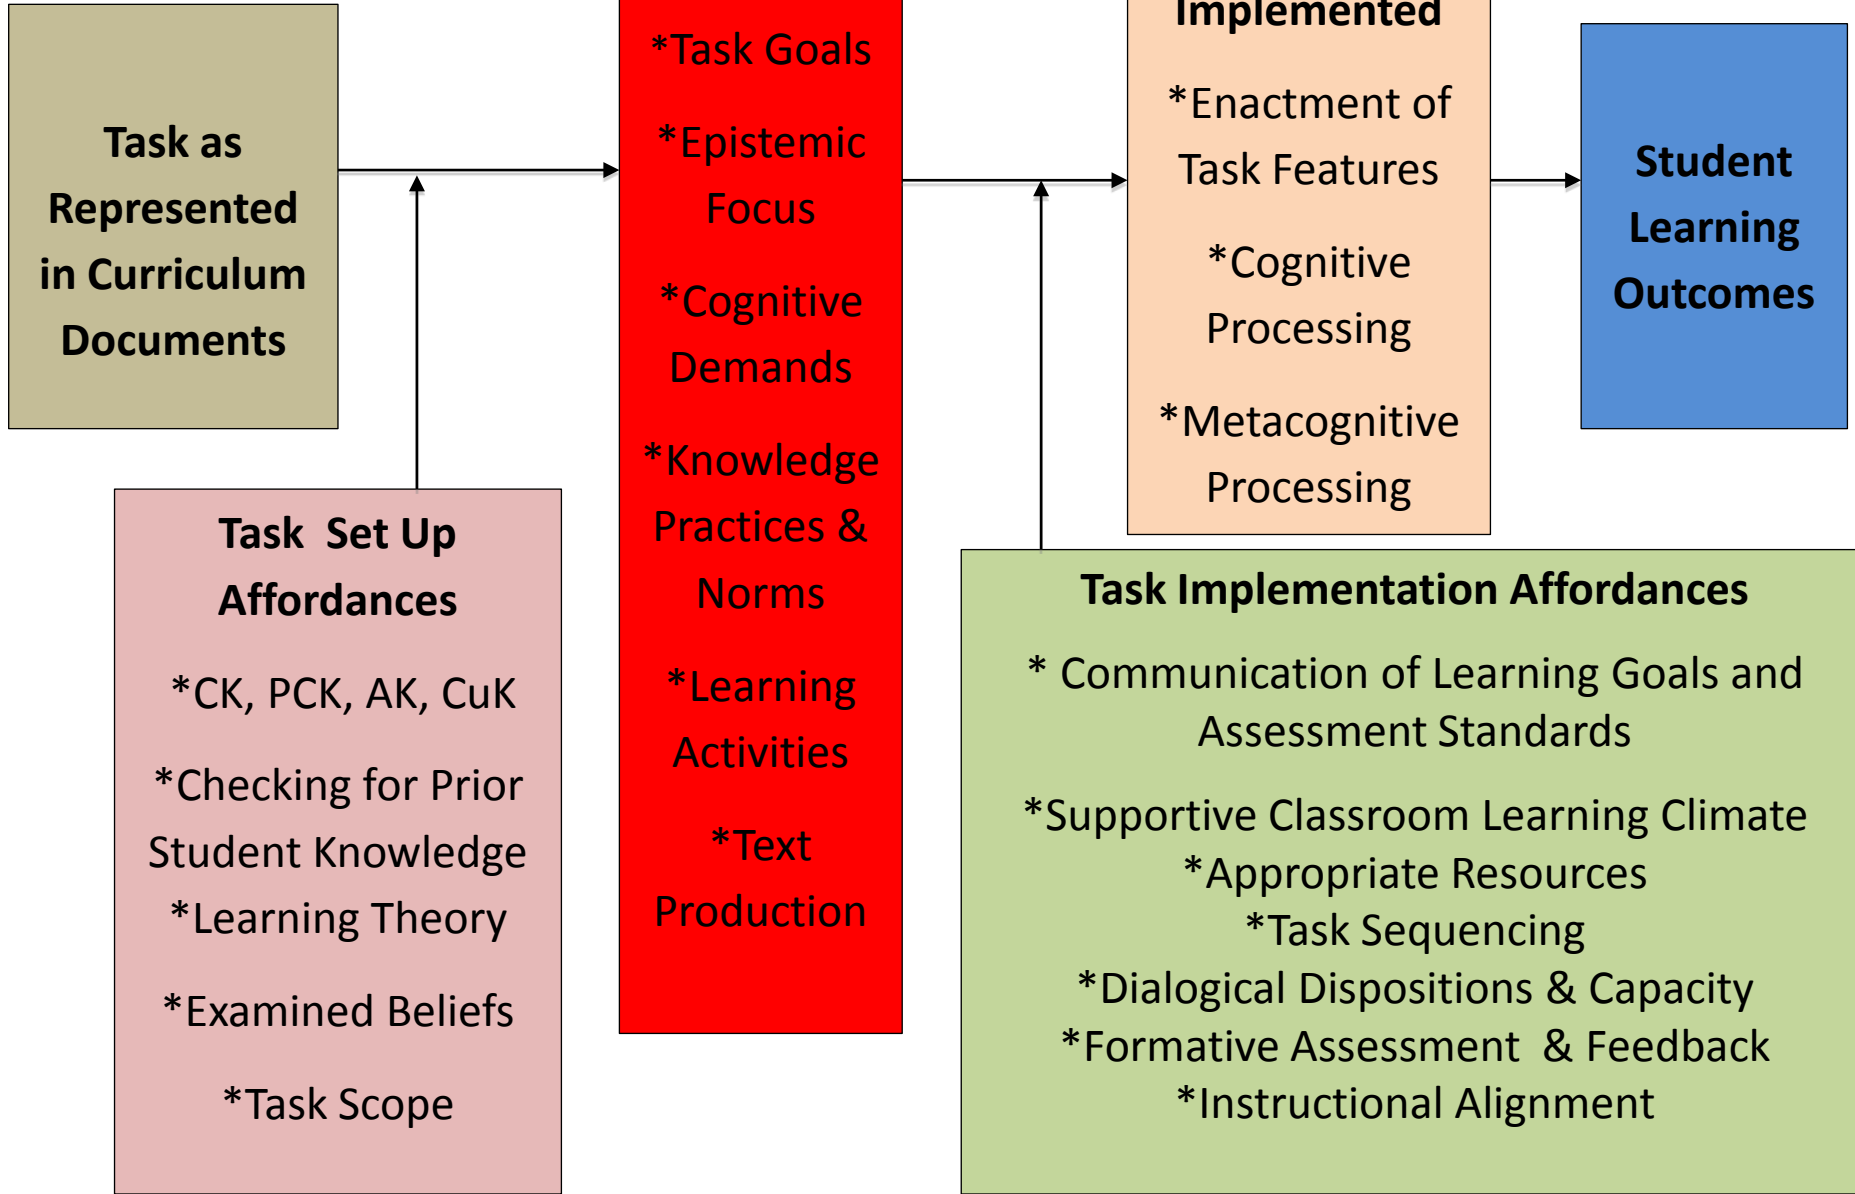 Task as
Represented
in Curriculum
Documents
Task  Set Up
Affordances
*CK, PCK, AK, CuK
*Checking for Prior
Student Knowledge
*Learning Theory
*Examined Beliefs
*Task Scope
*Task Goals
*Epistemic
Focus
*Cognitive
Demands
*Knowledge
Practices &
Norms
*Learning
Activities
*Text
Production
Implemented
*Enactment of
Task Features
*Cognitive
Processing
*Metacognitive
Processing
Task Implementation Affordances
* Communication of Learning Goals and
Assessment Standards
*Supportive Classroom Learning Climate
*Appropriate Resources
*Task Sequencing
*Dialogical Dispositions & Capacity
*Formative Assessment  & Feedback
*Instructional Alignment
Student
Learning
Outcomes